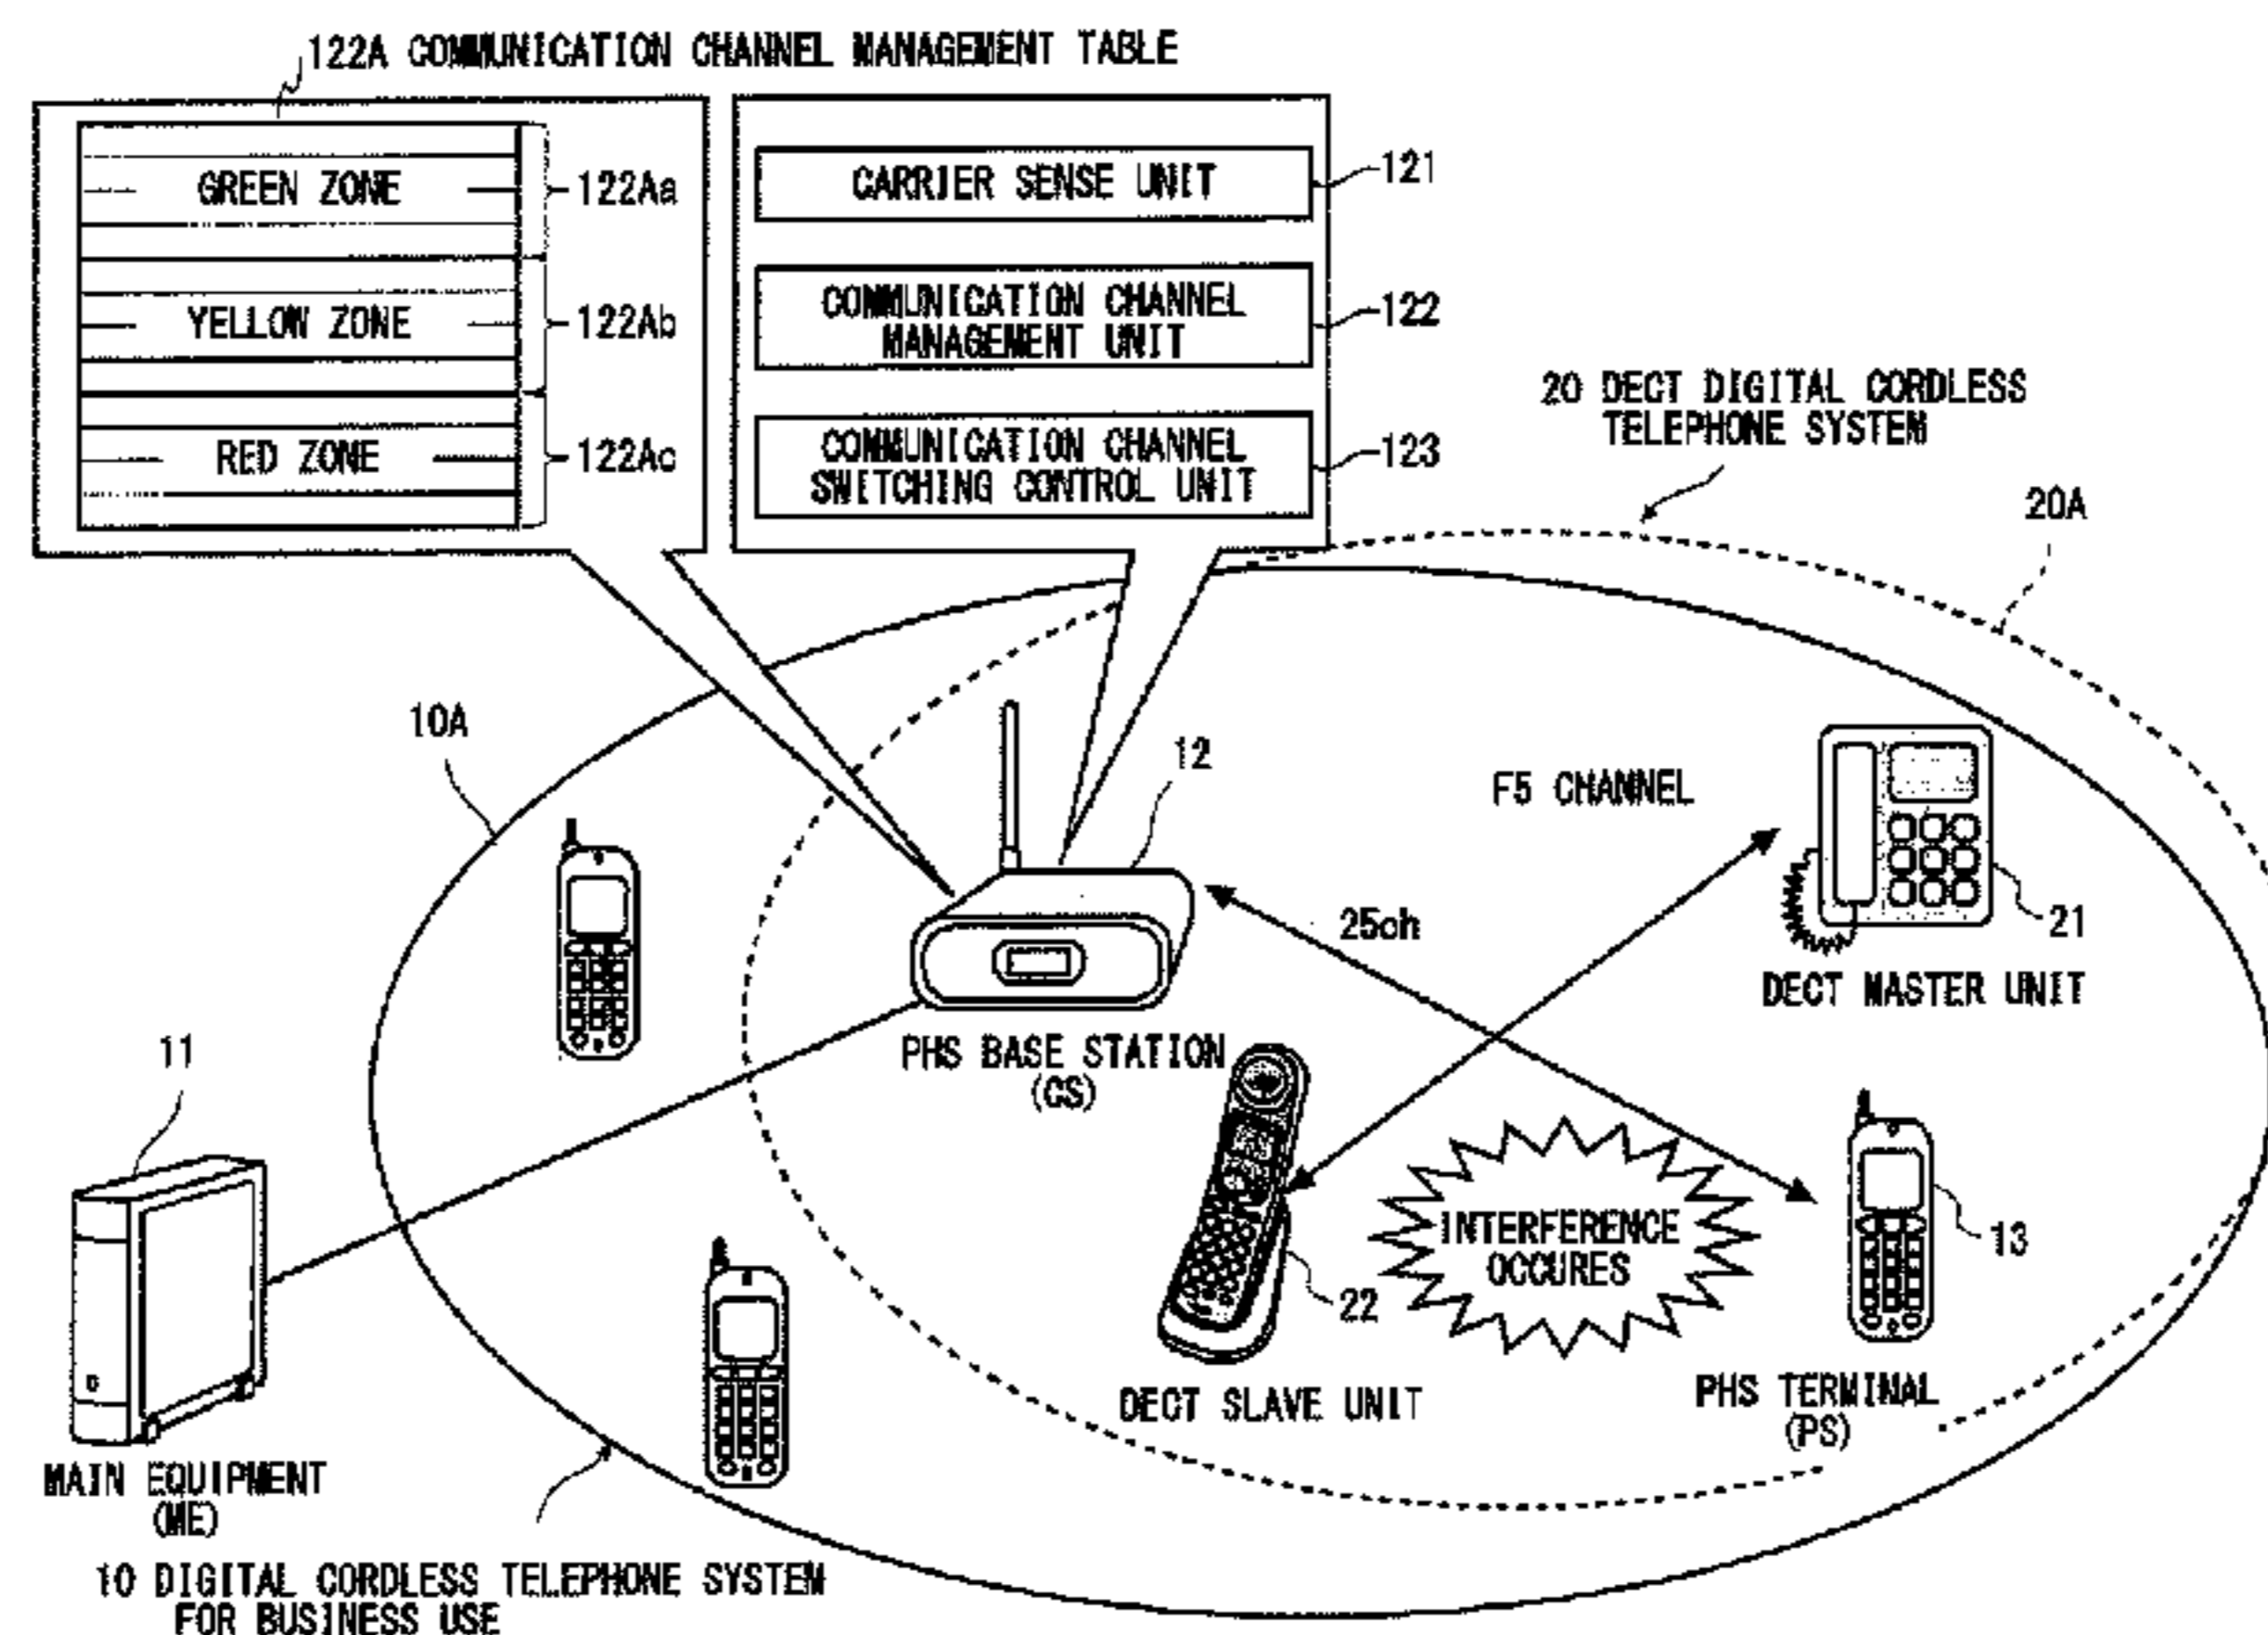 122A COMMUNICATION CHANNEL MANAGEMENT TABLE
GREEN ZONE
122Aa
YELLOW ZONE
122Ab
RED ZONE
122Ac
CARRIER SENSE UNIT
121
COMMUNICATION CHANNEL
MANAGEMENT UNIT
122
COMMUNICATION CHANNEL
SWITCHING CONTROL UNIT
123
20 DECT DIGITAL CORDLESS
TELEPHONE SYSTEM
20A
10A
12
F5 CHANNEL
25ch
21
DECT MASTER UNIT
11
PHS BASE STATION
(CS)
INTERFERENCE
OCCURES
13
22
DECT SLAVE UNIT
PHS TERMINAL
(PS)
MAIN EQUIPMENT
(ME)
10 DIGITAL CORDLESS TELEPHONE SYSTEM
FOR BUSINESS USE